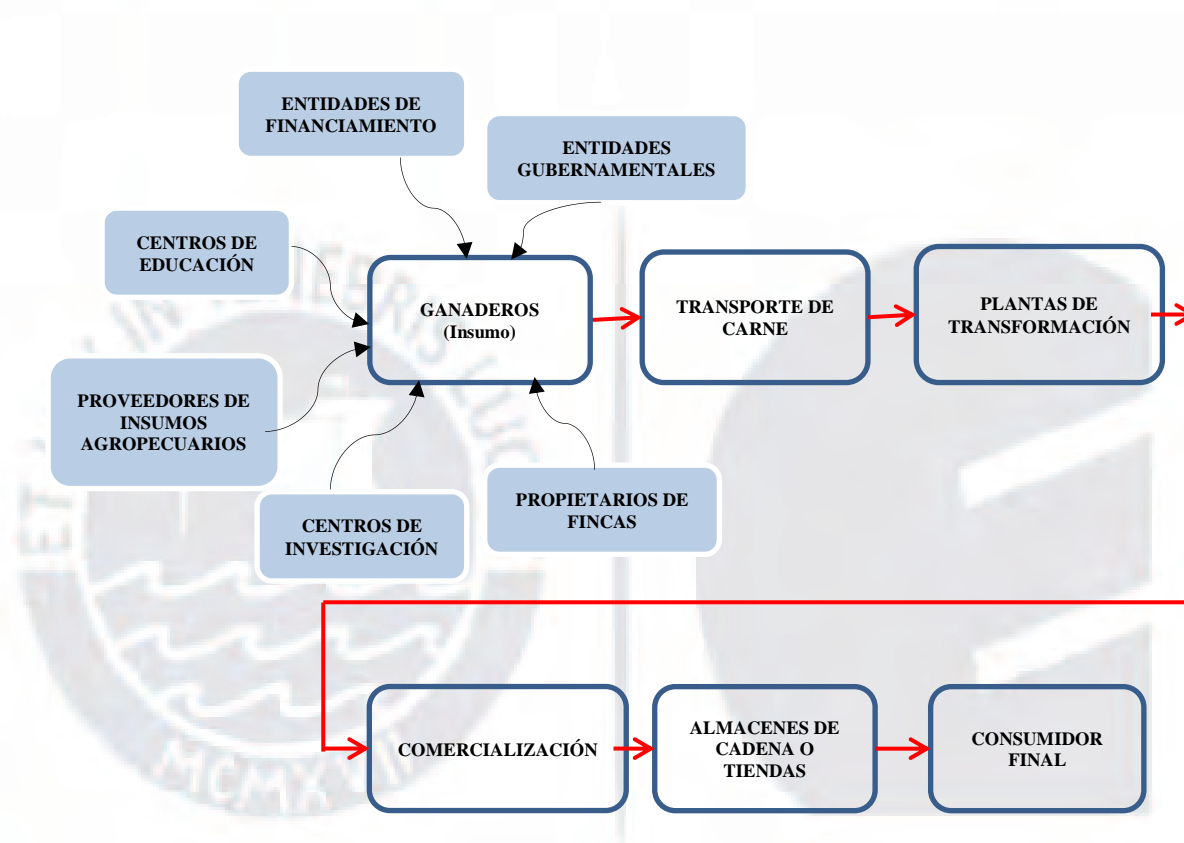 ENTIDADES DE
FINANCIAMIENTO
ENTIDADES
GUBERNAMENTALES
CENTROS DE
EDUCACIÓN
GANADEROS
(Insumo)
TRANSPORTE DE
CARNE
PLANTAS DE
TRANSFORMACIÓN
PROVEEDORES DE
INSUMOS
AGROPECUARIOS
CENTROS DE
INVESTIGACIÓN
PROPIETARIOS DE
FINCAS
COMERCIALIZACIÓN
ALMACENES DE
CADENA O
TIENDAS
CONSUMIDOR
FINAL